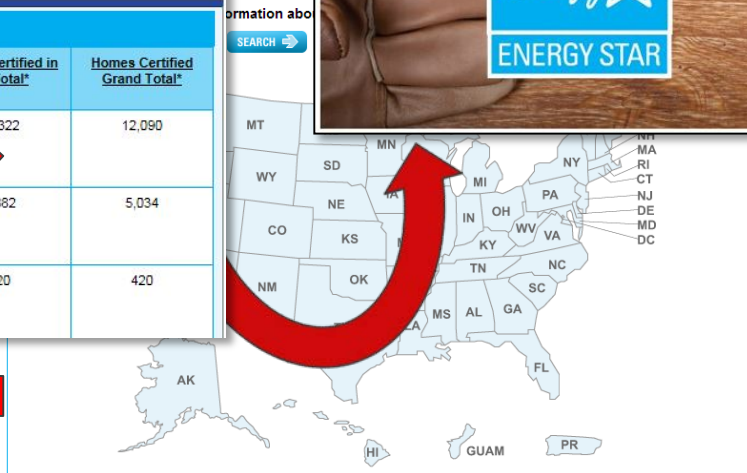 ormation abo
SEARCH
ENERGY STAR
ertified in
otal*
Homes Certified
Grand Total*
322
12,090
382
5,034
20
420
MT
MN
NH
MA
RI
CT
NJ
DE
MD
DC
NY
SD
WY
MI
PA
NE
IA
IN
OH
CO
KS
WV
VA
KY
NM
OK
TN
NC
SC
MS
AL
GA
LA
FL
AK
HI
GUAM
PR